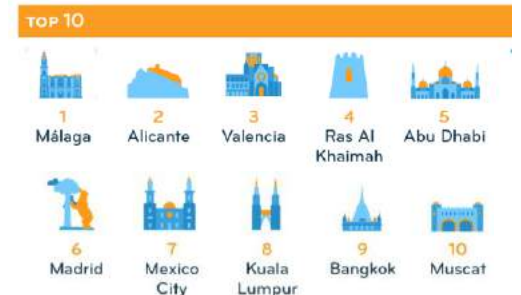 TOP 10
1
Málaga
2
Alicante
3
Valencia
4
Ras Al
Khaimah
5
Abu Dhabi
6
Madrid
7
Mexico
City
8
Kuala
Lumpur
9
Bangkok
10
Muscat